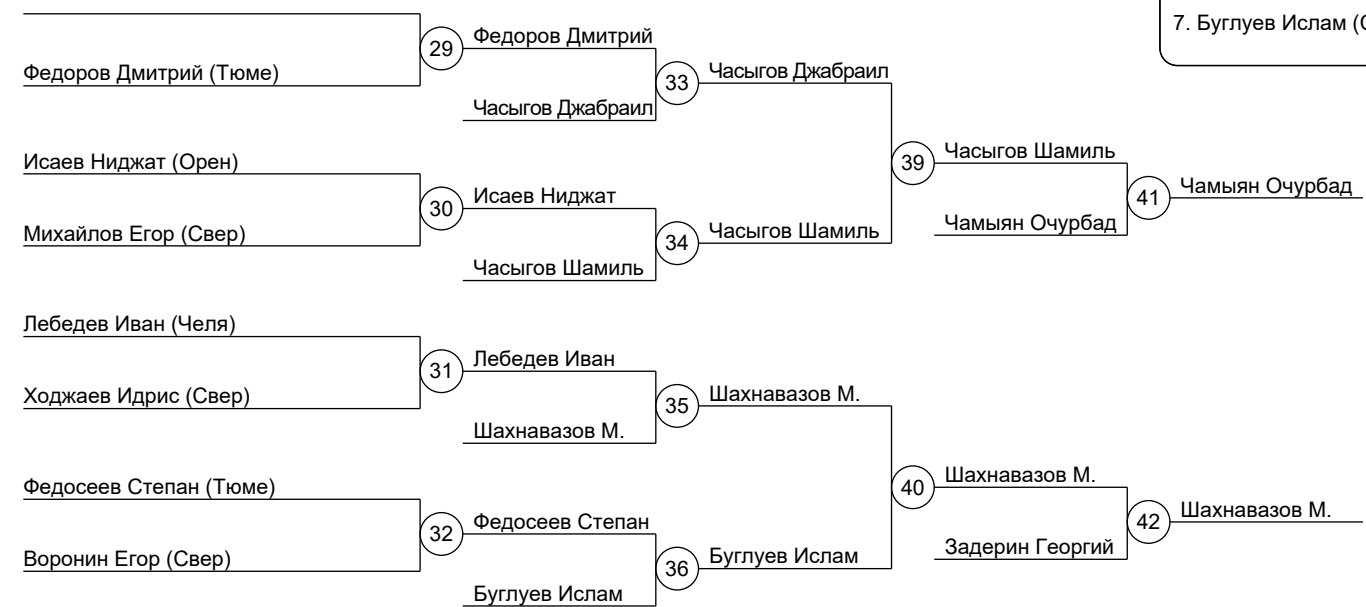 7. Буглуев Ислам (
29
Федоров Дмитрий
Федоров Дмитрий (Тюме)
33
Часыгов Джабраил
Часыгов Джабраил
Исаев Ниджат (Орен)
39
Часыгов Шамиль
41
Чамыян Очурбад
30
Исаев Ниджат
Михайлов Егор (Свер)
34
Часыгов Шамиль
Чамыян Очурбад
Часыгов Шамиль
Лебедев Иван (Челя)
31
Лебедев Иван
Ходжаев Идрис (Свер)
35
Шахнавазов М.
Шахнавазов М.
Федосеев Степан (Тюме)
40
Шахнавазов М.
42
Шахнавазов М.
32
Федосеев Степан
Воронин Егор (Свер)
36
Буглуев Ислам
Задерин Георгий
Буглуев Ислам